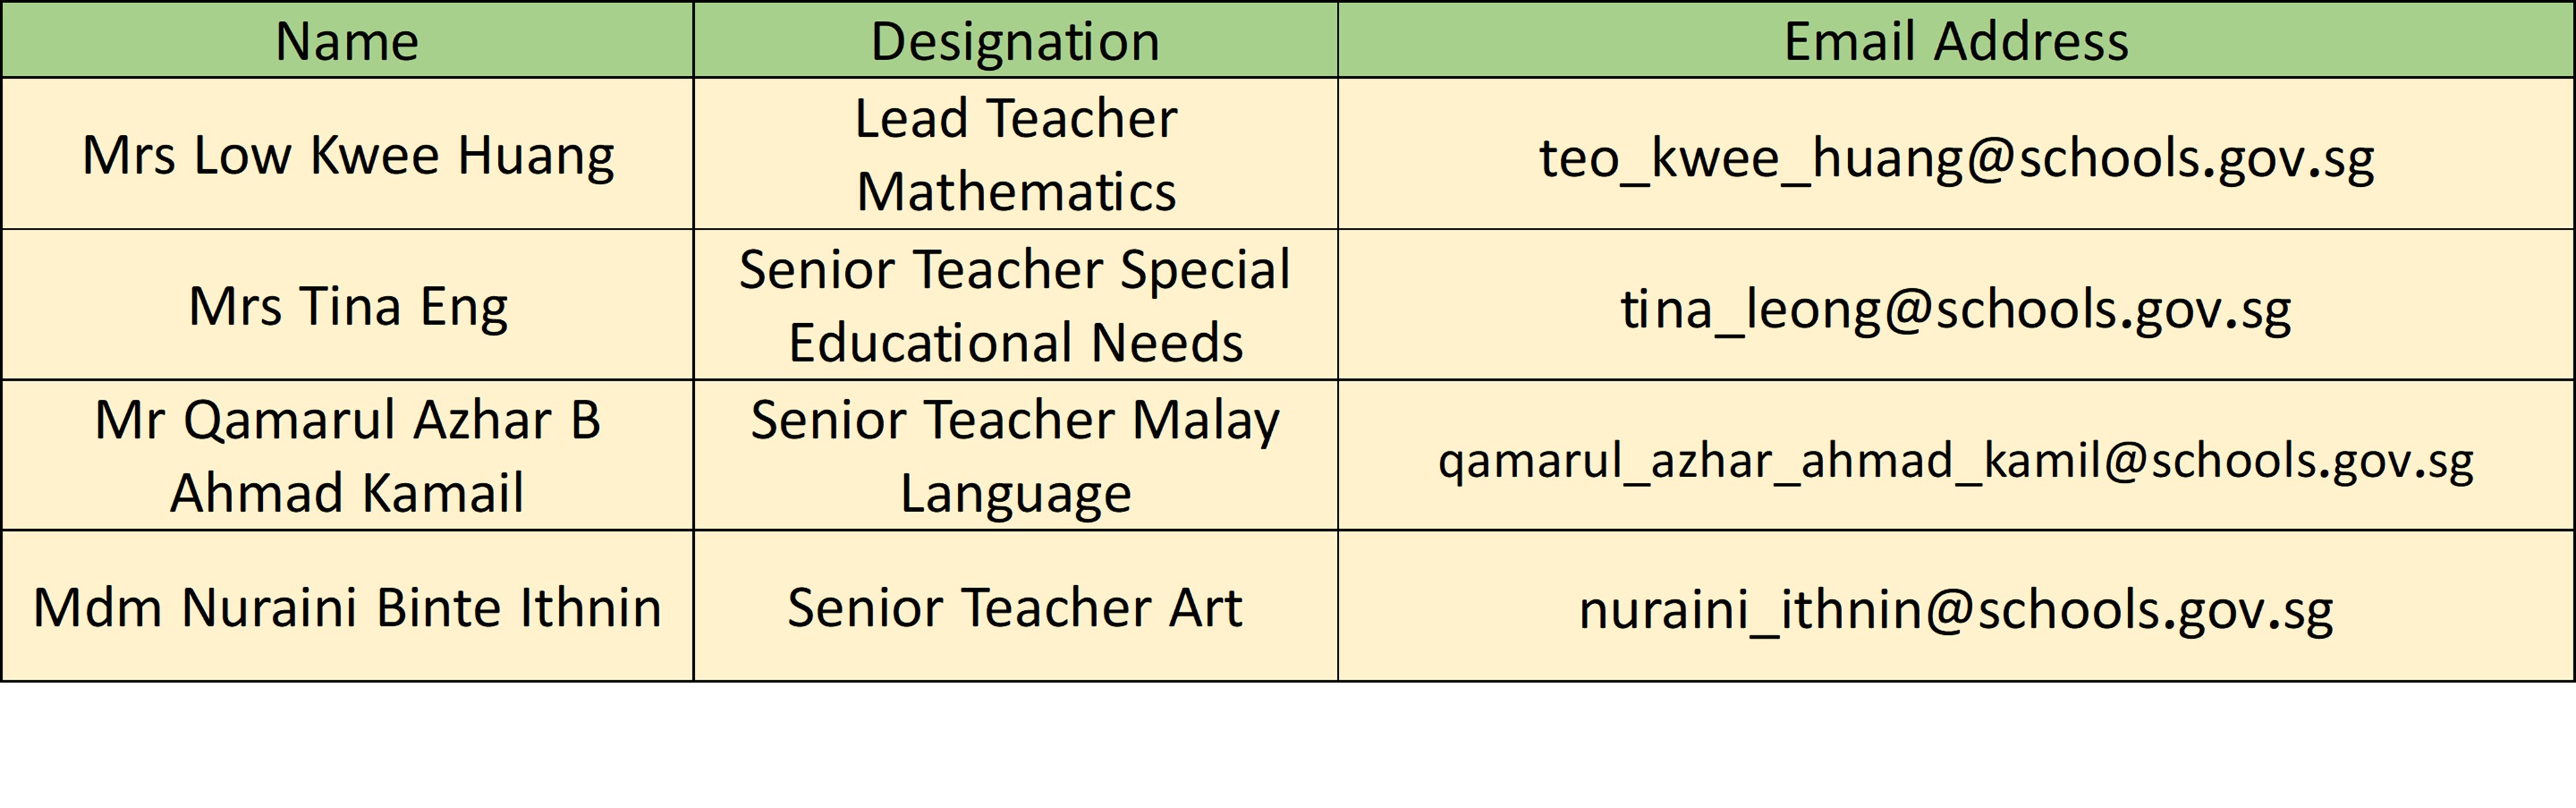 Name Designation Email Address
Mrs Low Kwee Huang
Lead Teacher
Mathematics
teo_kwee_huang@schools.gov.sg
Mrs Tina Eng
Senior Teacher Special
Educational Needs
tina_leong@schools.gov.sg
Mr Qamarul Azhar B
Ahmad Kamail
Senior Teacher Malay
Language
qamarul_azhar_ahmad_kamil@schools.gov.sg
Mdm Nuraini Binte Ithnin
Senior Teacher Art
nuraini_ithnin@schools.gov.sg